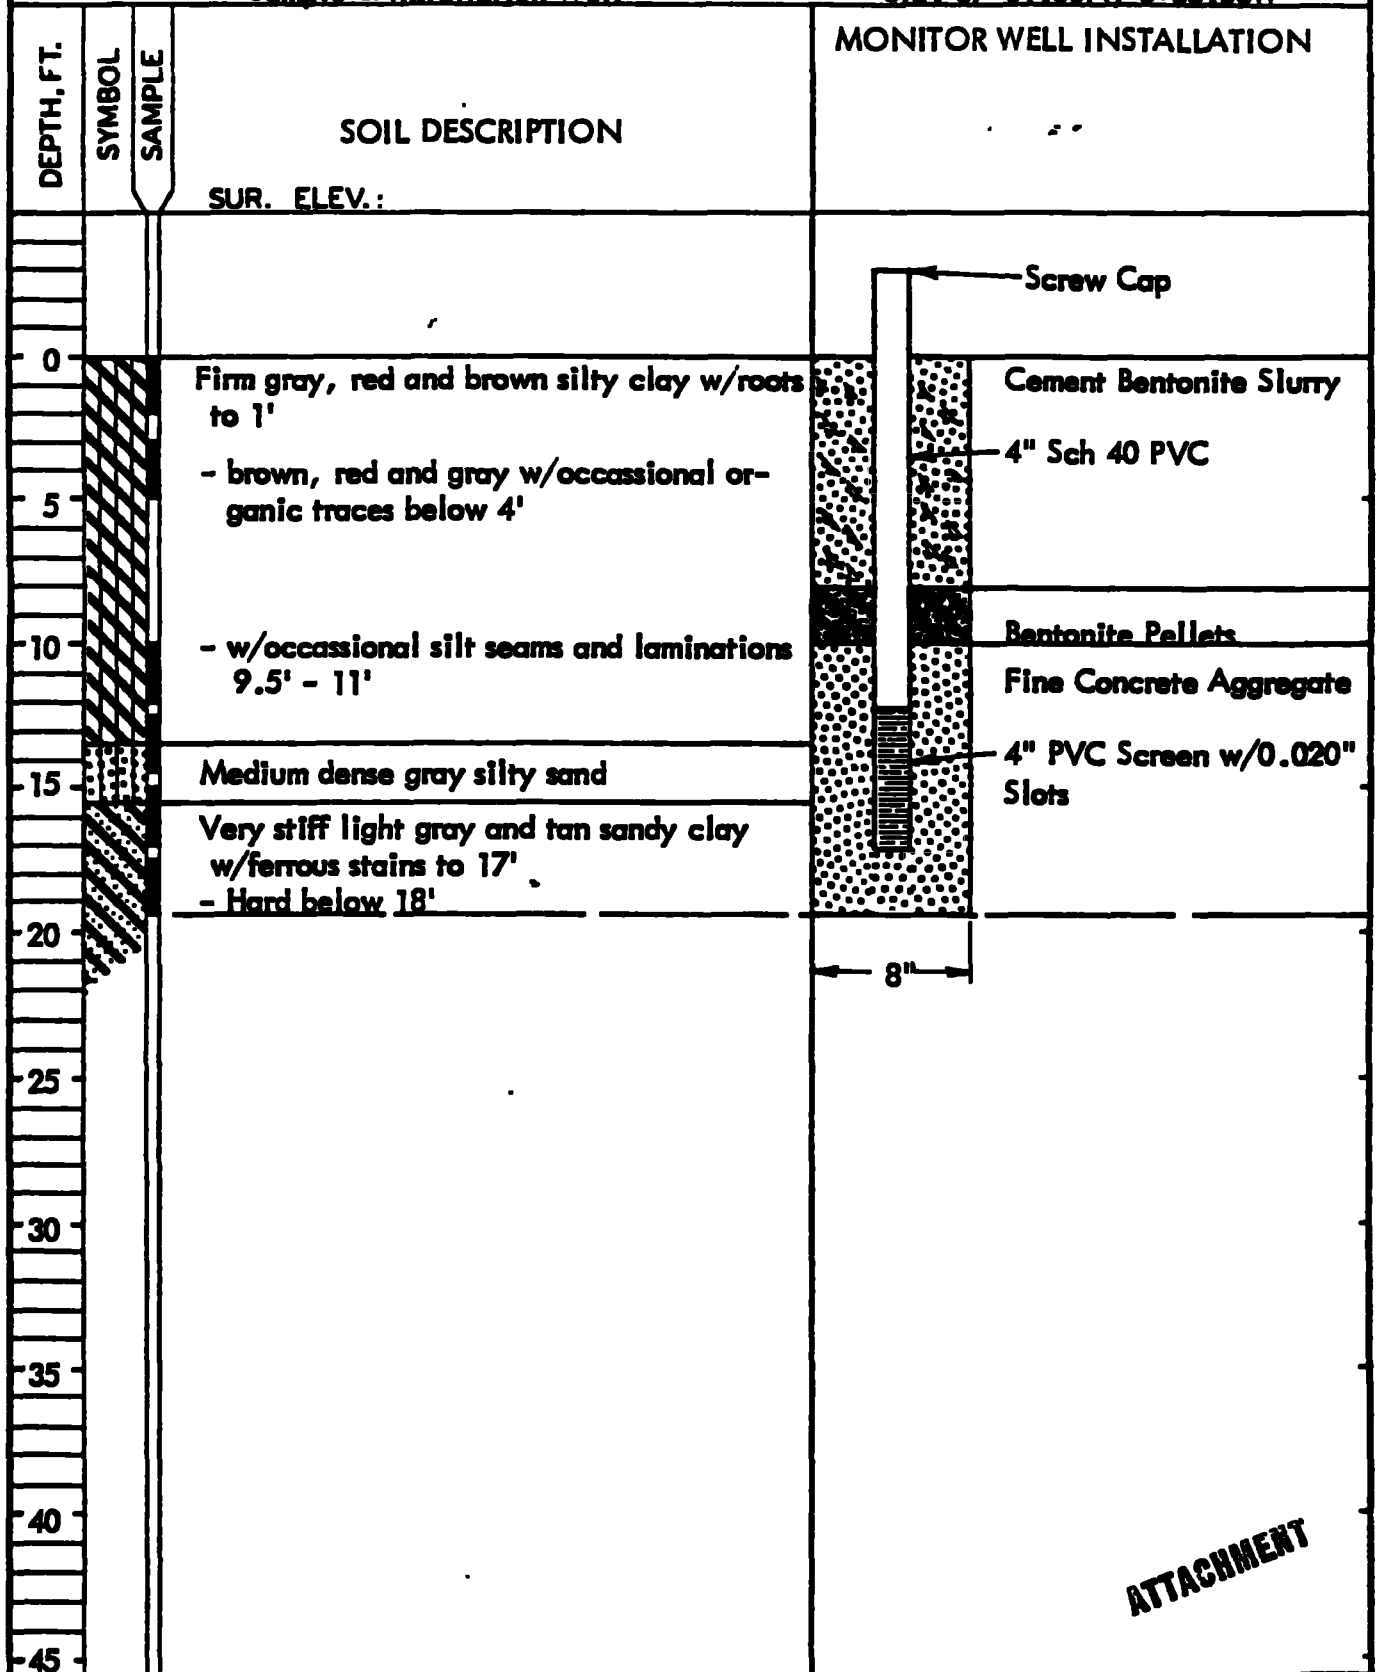 MONITOR WELL INSTALLATION
DEPTH, FT.
SYMBOL
SAMPLE
SOIL DESCRIPTION
SUR. ELEV.:
Screw Cap
0
Firm gray, red and brown silty clay w/roots
to 1'
Cement Bentonite Slurry
- brown, red and gray w/occassional or-
ganic traces below 4'
4" Sch 40 PVC
5
10
- w/occassional silt seams and laminations
9.5' - 11'
Bentonite Pellets
Fine Concrete Aggregate
4" PVC Screen w/0.020"
Slots
15
Medium dense gray silty sand
Very stiff light gray and tan sandy clay
w/ferrous stains to 17'
- Hard below 18'
20
8"
25
30
35
40
ATTACHMENT
45